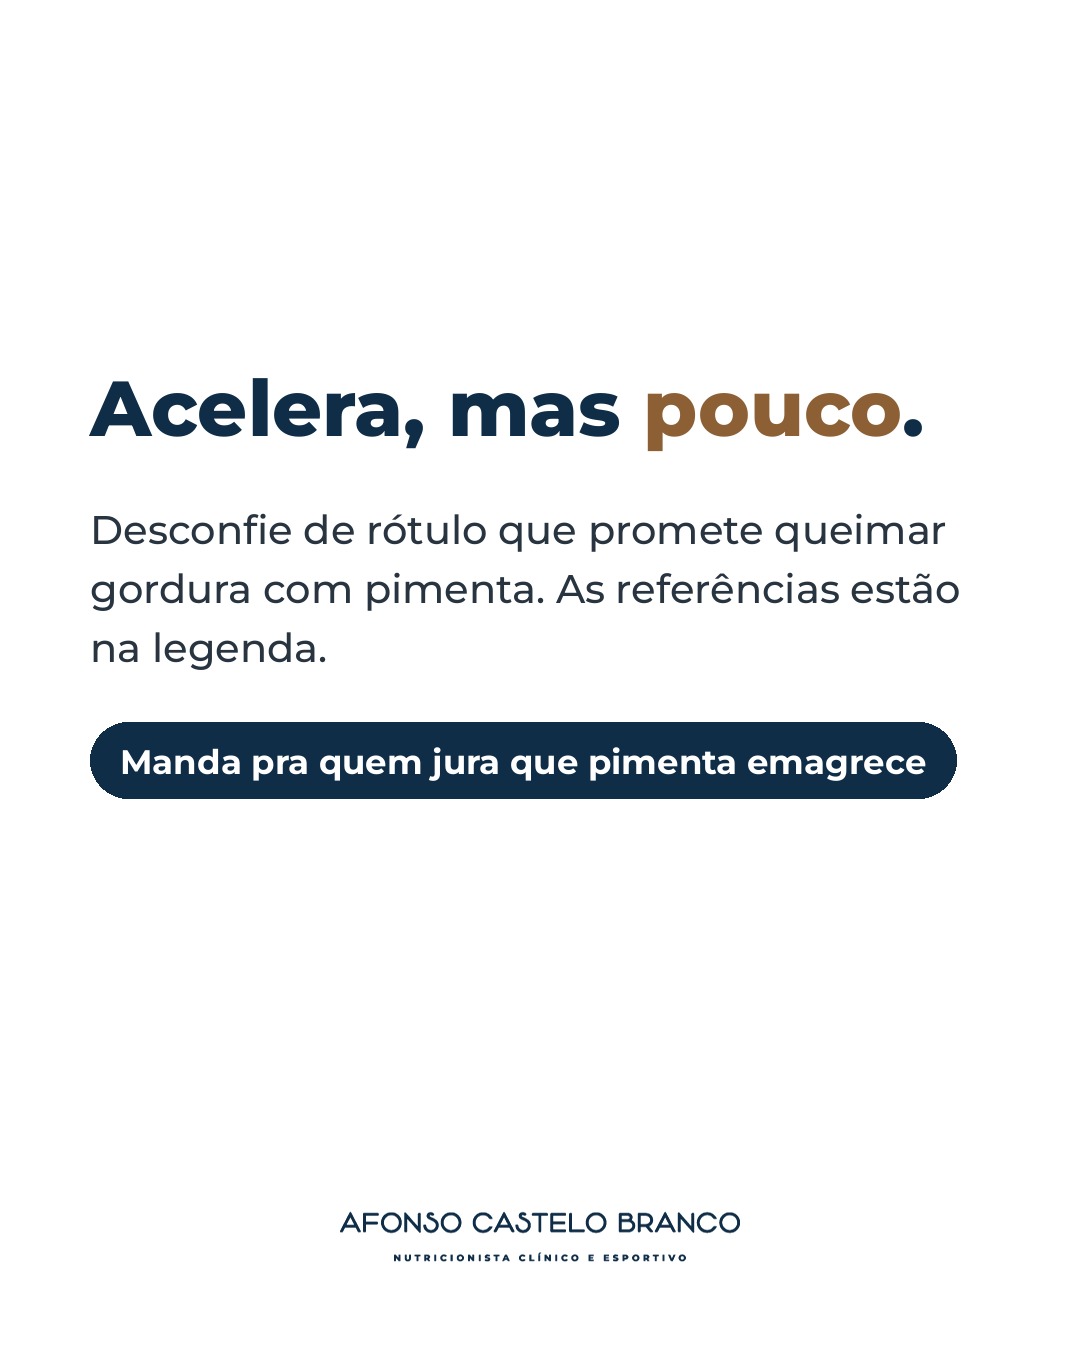 Acelera, mas pouco.
Desconfie de rótulo que promete queimar
gordura com pimenta. As referências estão
na legenda.
Manda pra quem jura que pimenta emagrece
AFONSO CASTELO BRANCO
NUTRICIONISTA CLÍNICO E ESPORTIVO